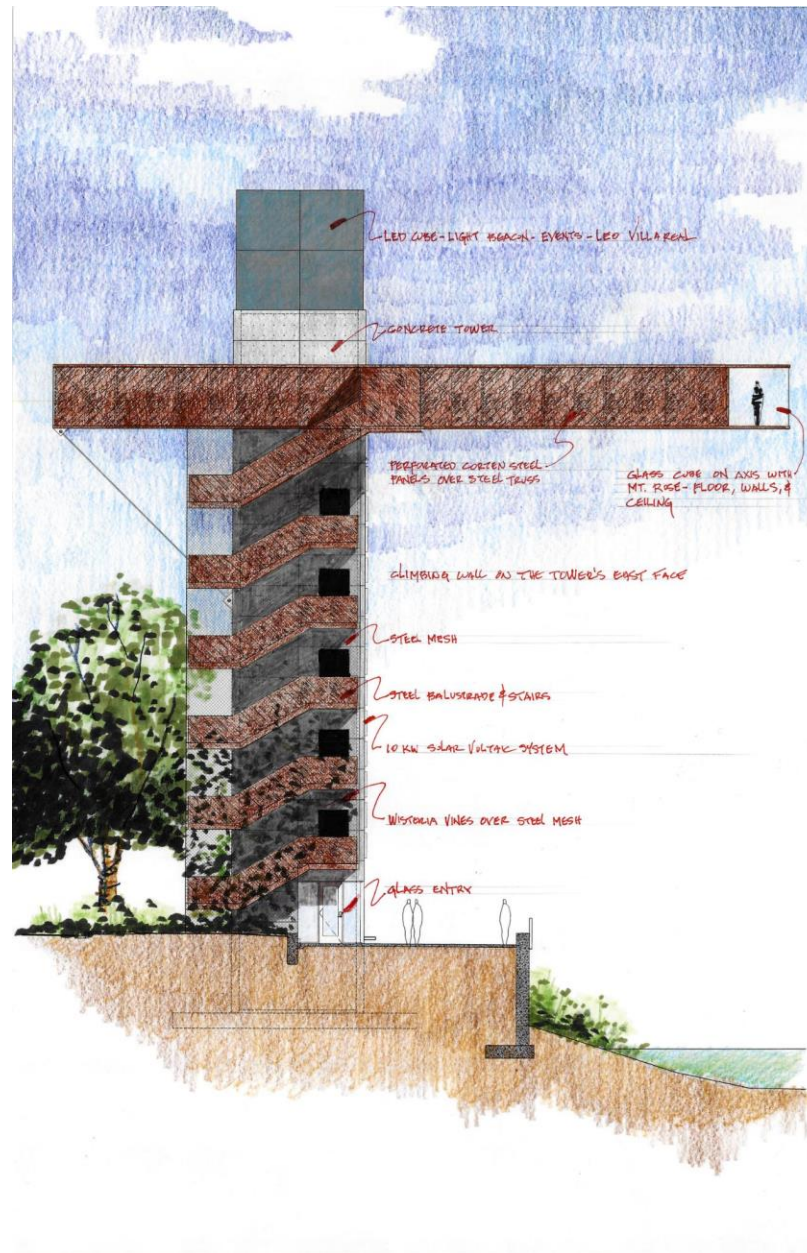 LED CUBE - LIGHT BEACON - EVENTS - LEO VILLAREAL
CONCRETE TOWER
PERFORATED CORTEN STEEL -
PANELS OVER STEEL TRUSS
GLASS CUBE ON AXIS WITH
MT. ROSE - FLOOR, WALLS, &
CEILING
CLIMBING WALL ON THE TOWER'S EAST FACE
STEEL MESH
STEEL BALUSTRADE & STAIRS
10 KW SOLAR VOLTAIC SYSTEM
WISTERIA VINES OVER STEEL MESH
GLASS ENTRY